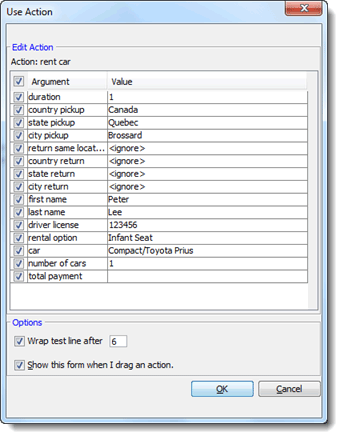 Use Action
Edit Action
Action: rent car
Argument Value
duration 1
country pickup Canada
state pickup Quebec
city pickup Brossard
return same locat... <ignore>
country return <ignore>
state return <ignore>
city return <ignore>
first name Peter
last name Lee
driver license 123456
rental option Infant Seat
car Compact/Toyota Prius
number of cars 1
total payment
Options
Wrap test line after 6
Show this form when I drag an action.
OK Cancel